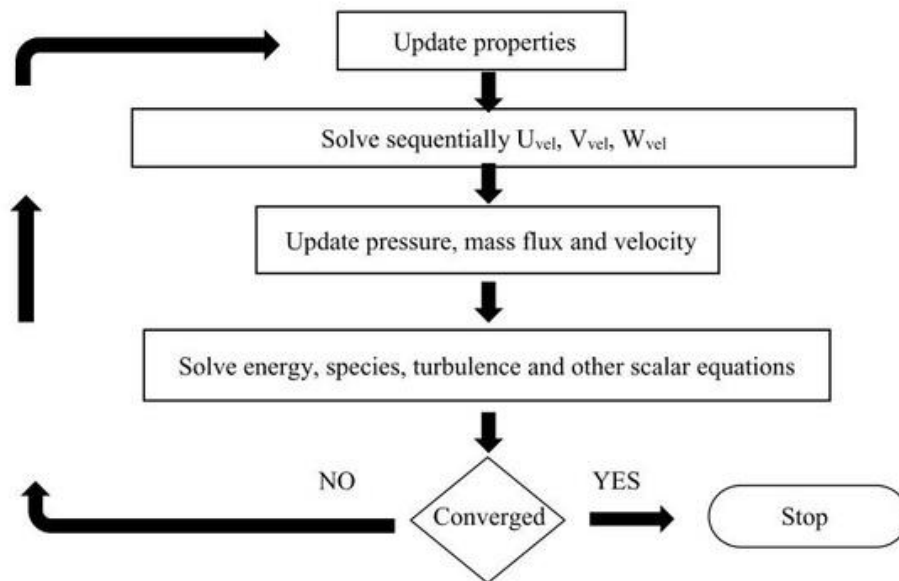 Update properties
Solve sequentially Uvel, Vvel, Wvel
Update pressure, mass flux and velocity
Solve energy, species, turbulence and other scalar equations
NO
YES
Converged
Stop